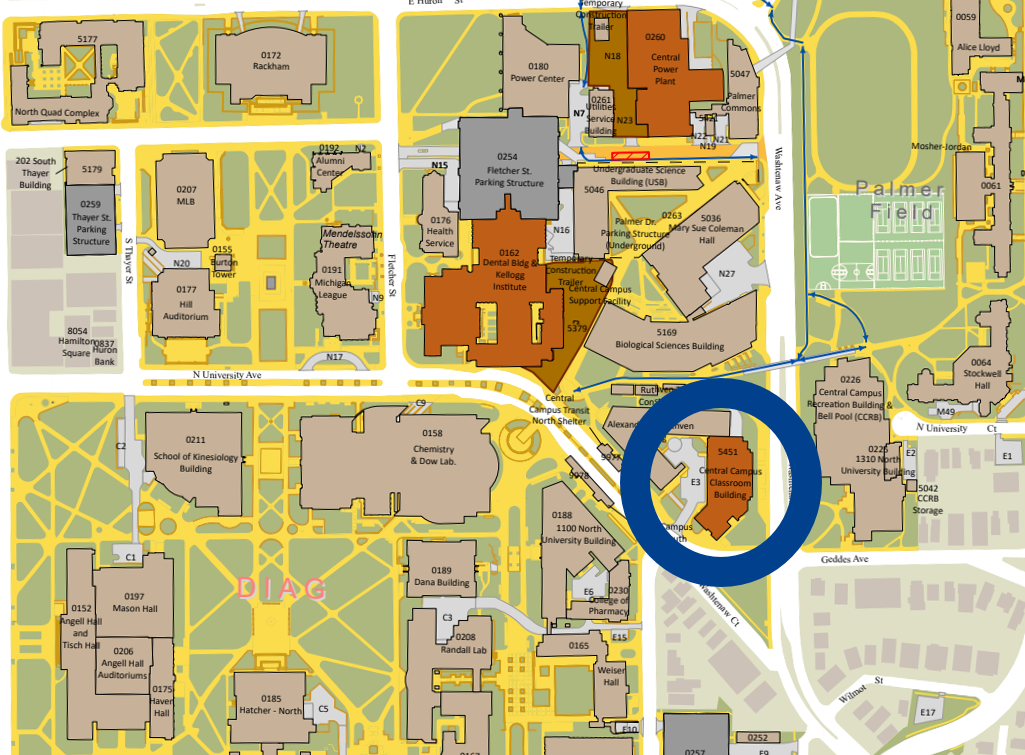 E Huron St
Temporary
Construction
Trailer
5177
North Quad Complex
0172
Rackham
0180
Power Center
N18
0260
Central
Power
Plant
5047
Palmer
Commons
0059
Alice Lloyd
N7
0261
Utilities
Service
Building
N23
5421
N22
N21
N19
202 South
Thayer
Building
5179
0192
N2
Alumni
Center
0207
MLB
N15
0254
Fletcher St.
Parking Structure
Undergraduate Science
Building (USB)
5046
Washtenaw Ave
Mosher-Jordan
0061
Palmer
Field
0259
Thayer St.
Parking
Structure
S Thayer St
0155
Burton
Tower
N20
0177
Hill
Auditorium
Mendelssohn
Theatre
0191
Michigan
League
N9
Fletcher St
0176
Health
Service
N16
Palmer Dr.
Parking Structure
(Underground)
0263
5036
Mary Sue Coleman
Hall
N27
0162
Dental Bldg &
Kellogg
Institute
Temporary
Construction
Trailer
Central Campus
Support Facility
5379
5169
Biological Sciences Building
8054
Hamilton
Square
0837
Huron
Bank
N17
N University Ave
0064
Stockwell
Hall
M49
N University Ct
0226
Central Campus
Recreation Building &
Bell Pool (CCRB)
Central
Campus Transit
North Shelter
C9
C2
0211
School of Kinesiology
Building
0158
Chemistry
& Dow Lab.
5451
Central Campus
Classroom
Building
E3
9978
0188
1100 North
University Building
1310 North
University Building
E2
E1
5042
CCRB
Storage
Geddes Ave
C1
DIAG
0189
Dana Building
E6
0230
College of
Pharmacy
Washtenaw Ct
0152
Angell Hall
and
Tisch Hall
0197
Mason Hall
0206
Angell Hall
Auditoriums
0175
Haven
Hall
C3
0208
Randall Lab
E15
0165
Weiser
Hall
0185
Hatcher - North
C5
E10
0257
0252
E9
Wilmot St
E17